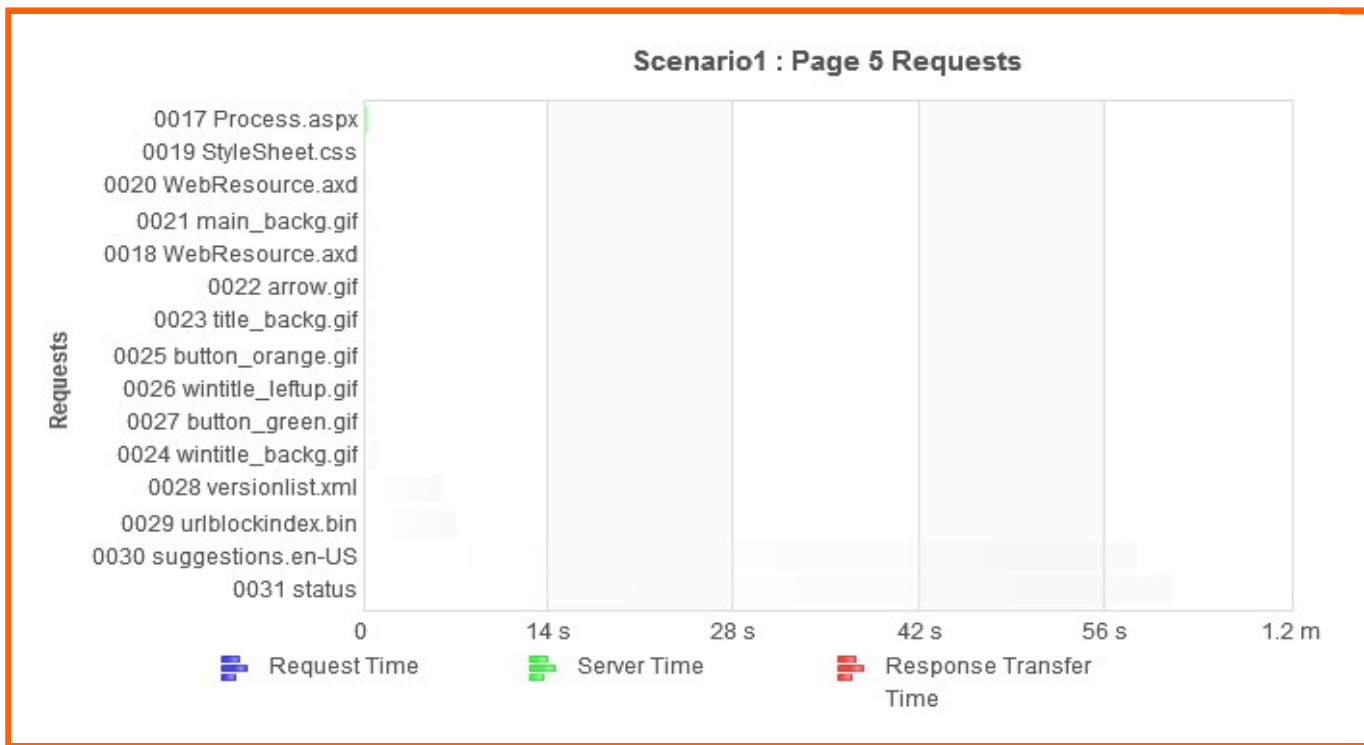 Scenario1 : Page 5 Requests
Requests
0017 Process.aspx
0019 StyleSheet.css
0020 WebResource.axd
0021 main_backg.gif
0018 WebResource.axd
0022 arrow.gif
0023 title_backg.gif
0025 button_orange.gif
0026 wintitle_leftup.gif
0027 button_green.gif
0024 wintitle_backg.gif
0028 versionlist.xml
0029 urlblockindex.bin
0030 suggestions.en-US
0031 status
0 14 s 28 s 42 s 56 s 1.2 m
Request Time Server Time Response Transfer
Time